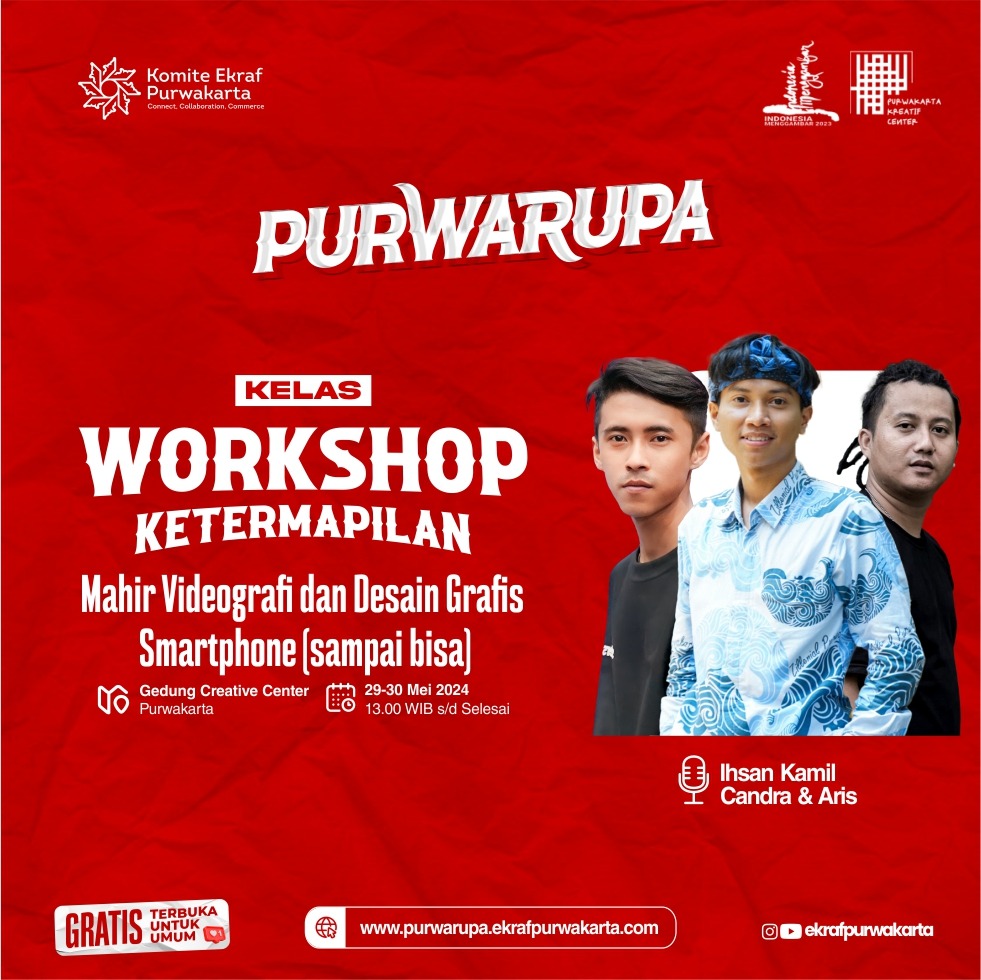 Komite Ekraf
Purwakarta
Connect, Collaboration, Commerce
Indonesia
Menggambar
INDONESIA
MENGGAMBAR 2023
PURWAKARTA
KREATIF
CENTER
PURWARUPA
KELAS
WORKSHOP
KETERMAPILAN
Mahir Videografi dan Desain Grafis
Smartphone (sampai bisa)
Gedung Creative Center
Purwakarta
29-30 Mei 2024
13.00 WIB s/d Selesai
Ihsan Kamil
Candra & Aris
GRATIS
TERBUKA
UNTUK
UMUM
www.purwarupa.ekrafpurwakarta.com
ekrafpurwakarta